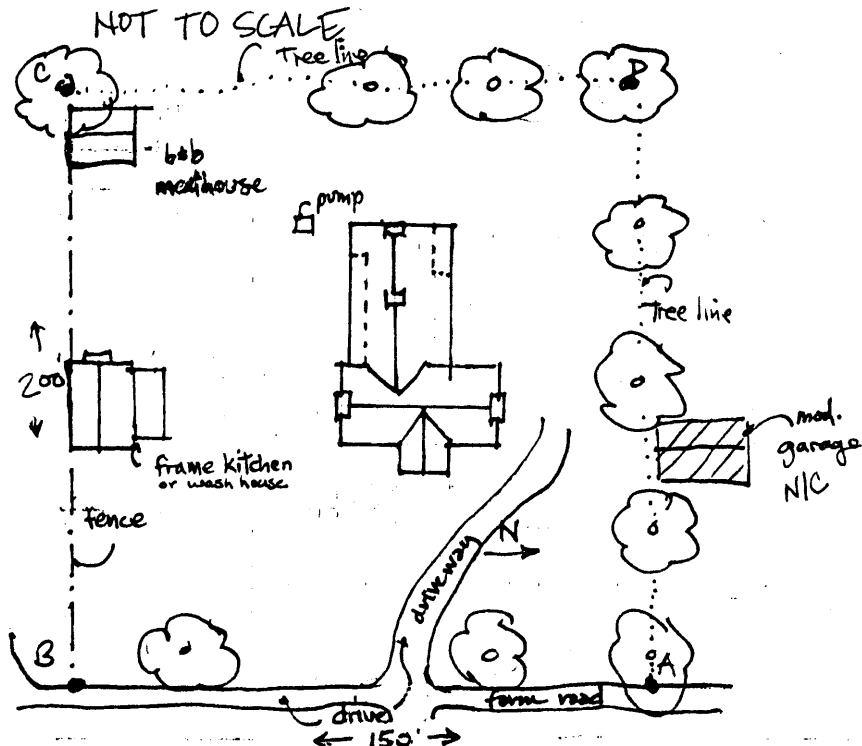 NOT TO SCALE
Tree line
C
D
b+b
meathouse
pump
Tree line
200'
mod.
garage
N/C
frame kitchen
or wash house
fence
N
driveway
B
A
farm road
drive
150'